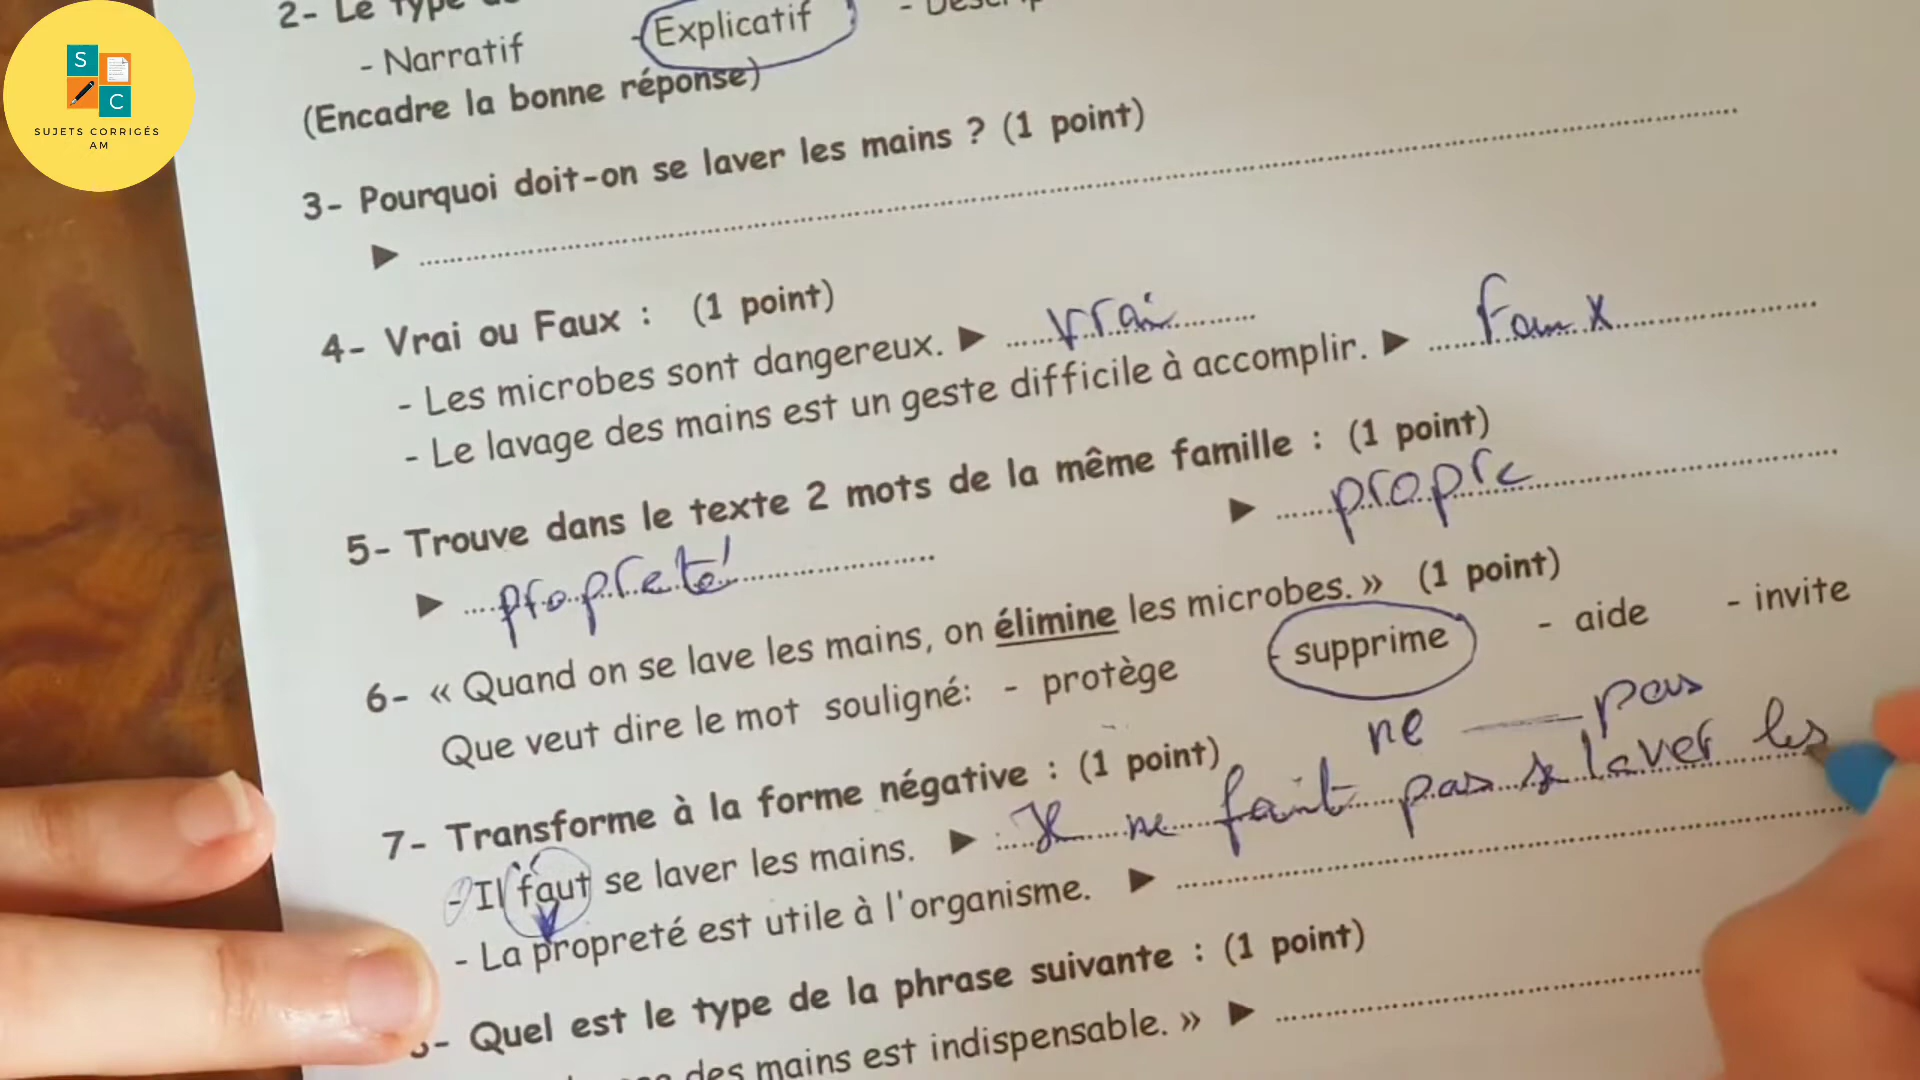 S
C
SUJETS CORRIGÉS
AM
2- Le type
- Narratif - Explicatif
(Encadre la bonne réponse)
3- Pourquoi doit-on se laver les mains ? (1 point)
4- Vrai ou Faux : (1 point)
- Les microbes sont dangereux. ► vrai
- Le lavage des mains est un geste difficile à accomplir. ► Faux
5- Trouve dans le texte 2 mots de la même famille : (1 point)
► propreté ► propre
6- « Quand on se lave les mains, on élimine les microbes. » (1 point)
Que veut dire le mot souligné: - protège - supprime - aide - invite
ne pas
7- Transforme à la forme négative : (1 point)
- Il faut se laver les mains. ► Il ne faut pas se laver les
- La propreté est utile à l'organisme. ►
- Quel est le type de la phrase suivante : (1 point)
des mains est indispensable. » ►